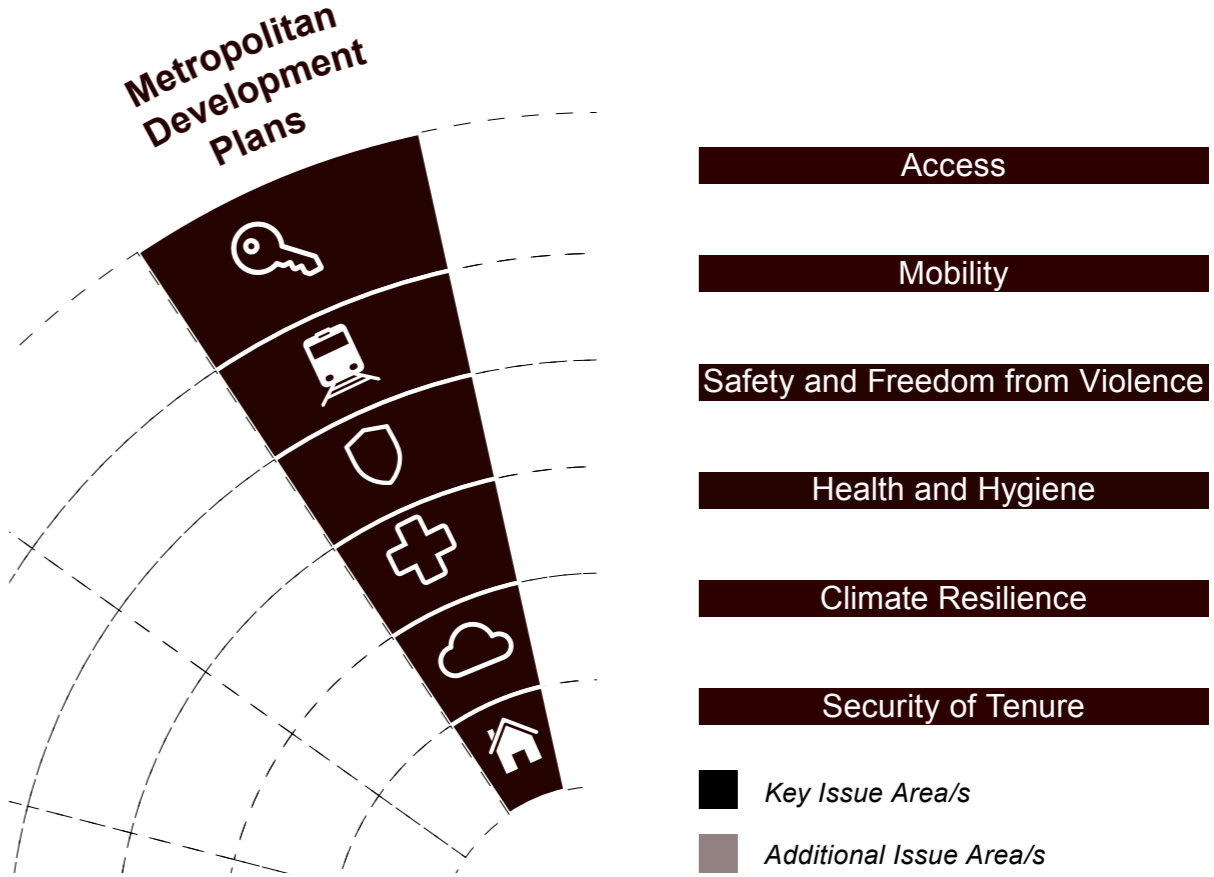 Metropolitan
Development
Plans
Access
Mobility
Safety and Freedom from Violence
Health and Hygiene
Climate Resilience
Security of Tenure
Key Issue Area/s
Additional Issue Area/s